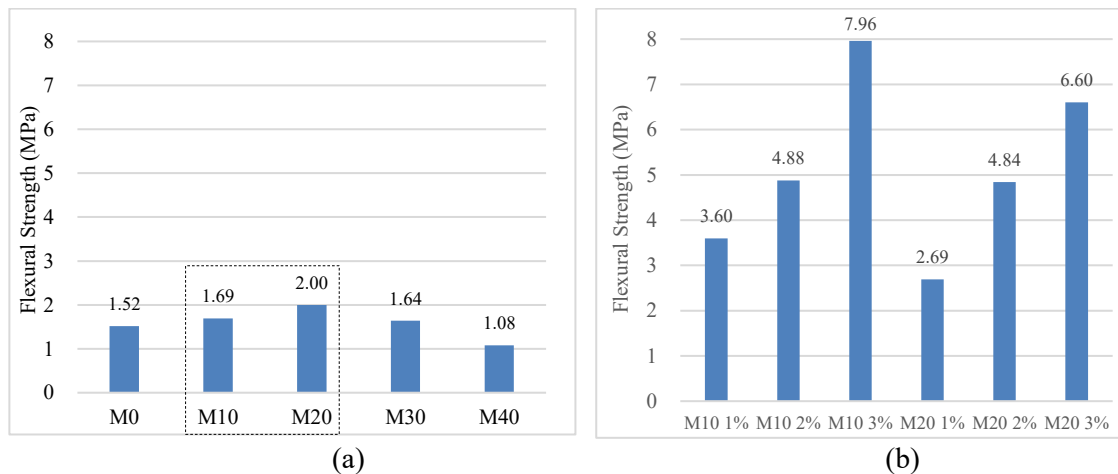 Flexural Strength (MPa)
8
7
6
5
4
3
2
1
0
1.52
1.69
2.00
1.64
1.08
M0
M10
M20
M30
M40
(a)
Flexural Strength (MPa)
8
7
6
5
4
3
2
1
0
3.60
4.88
7.96
2.69
4.84
6.60
M10 1%
M10 2%
M10 3%
M20 1%
M20 2%
M20 3%
(b)